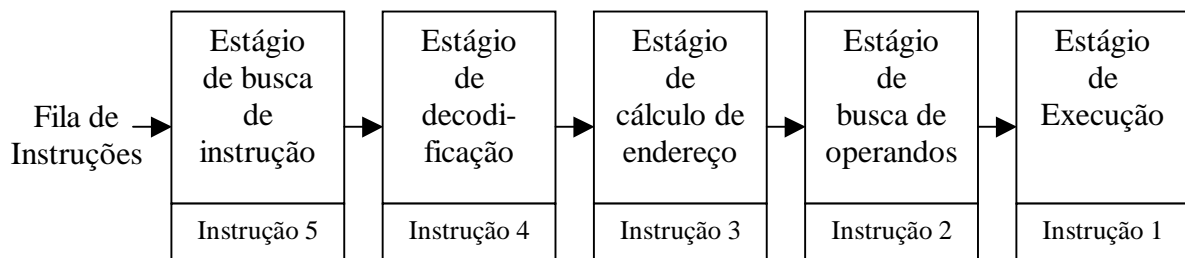 Fila de
Instruções
Estágio
de busca
de
instrução
Instrução 5
Estágio
de
decodi-
ficação
Instrução 4
Estágio
de
cálculo de
endereço
Instrução 3
Estágio
de
busca de
operandos
Instrução 2
Estágio
de
Execução
Instrução 1